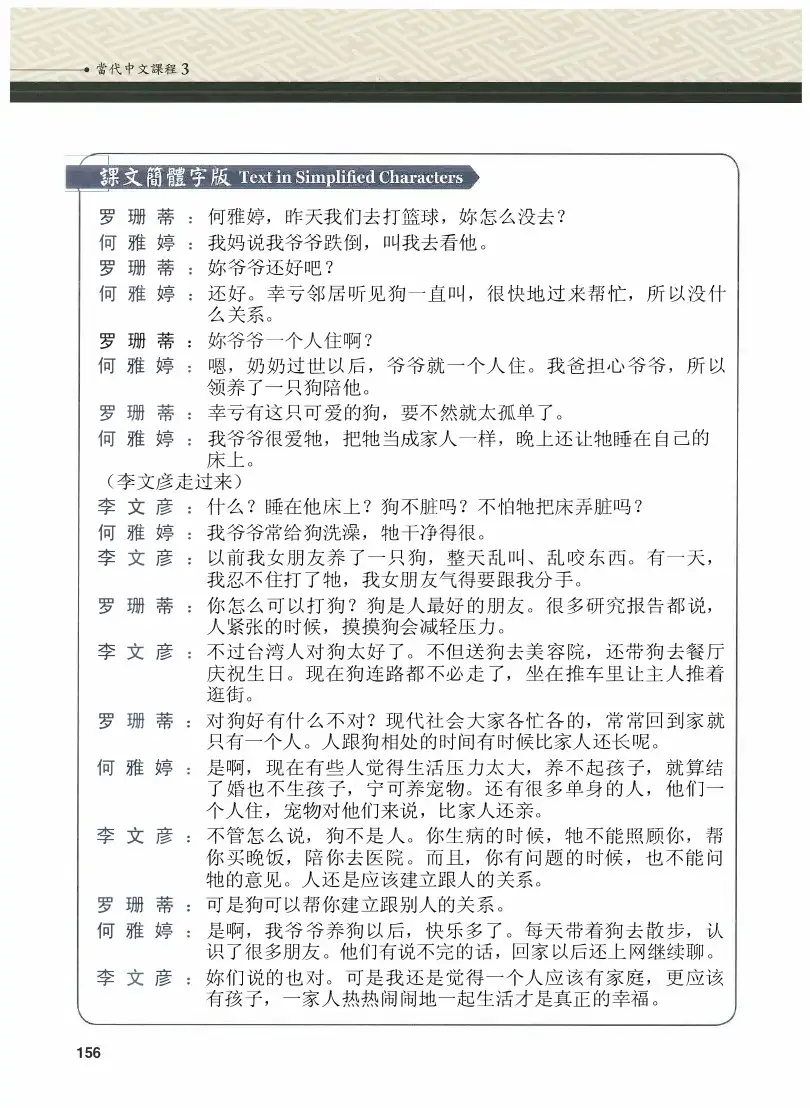 當代中文課程 3
課文簡體字版 Text in Simplified Characters
罗珊蒂：何雅婷，昨天我们去打篮球，妳怎么没去？
何雅婷：我妈说我爷爷跌倒，叫我去看他。
罗珊蒂：妳爷爷还好吧？
何雅婷：还好。幸亏邻居听见狗一直叫，很快地过来帮忙，所以没什
么关系。
罗珊蒂：妳爷爷一个人住啊？
何雅婷：嗯，奶奶过世以后，爷爷就一个人住。我爸担心爷爷，所以
领养了一只狗陪他。
罗珊蒂：幸亏有这只可爱的狗，要不然就太孤单了。
何雅婷：我爷爷很爱牠，把牠当成家人一样，晚上还让牠睡在自己的
床上。
（李文彦走过来）
李文彦：什么？睡在他床上？狗不脏吗？不怕牠把床弄脏吗？
何雅婷：我爷爷常给狗洗澡，牠干净得很。
李文彦：以前我女朋友养了一只狗，整天乱叫、乱咬东西。有一天，
我忍不住打了牠，我女朋友气得要跟我分手。
罗珊蒂：你怎么可以打狗？狗是人最好的朋友。很多研究报告都说，
人紧张的时候，摸摸狗会减轻压力。
李文彦：不过台湾人对狗太好了。不但送狗去美容院，还带狗去餐厅
庆祝生日。现在狗连路都不必走了，坐在推车里让主人推着
逛街。
罗珊蒂：对狗好有什么不对？现代社会大家各忙各的，常常回到家就
只有一个人。人跟狗相处的时间有时候比家人还长呢。
何雅婷：是啊，现在有些人觉得生活压力太大，养不起孩子，就算结
了婚也不生孩子，宁可养宠物。还有很多单身的人，他们一
个人住，宠物对他们来说，比家人还亲。
李文彦：不管怎么说，狗不是人。你生病的时候，牠不能照顾你，帮
你买晚饭，陪你去医院。而且，你有问题的时候，也不能问
牠的意见。人还是应该建立跟人的关系。
罗珊蒂：可是狗可以帮你建立跟别人的关系。
何雅婷：是啊，我爷爷养狗以后，快乐多了。每天带着狗去散步，认
识了很多朋友。他们有说不完的话，回家以后还上网继续聊。
李文彦：妳们说的也对。可是我还是觉得一个人应该有家庭，更应该
有孩子，一家人热热闹闹地一起生活才是真正的幸福。
156